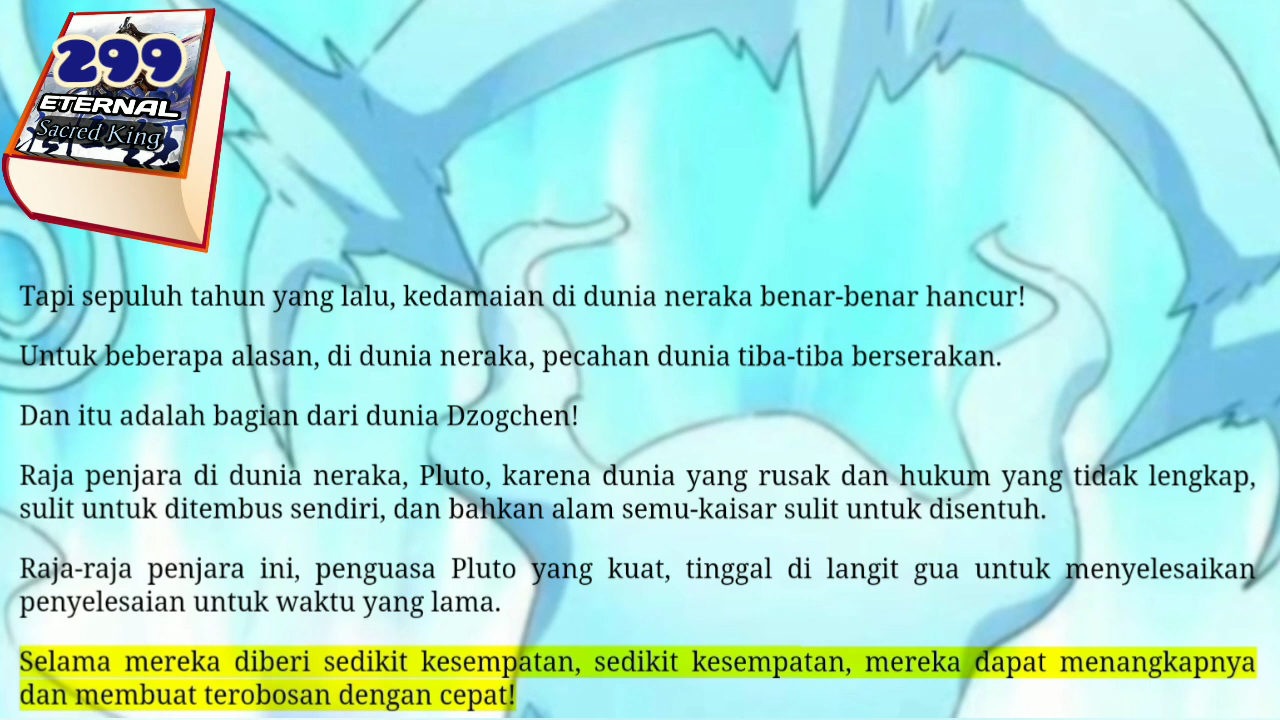 299
ETERNAL
Sacred King
Tapi sepuluh tahun yang lalu, kedamaian di dunia neraka benar-benar hancur!
Untuk beberapa alasan, di dunia neraka, pecahan dunia tiba-tiba berserakan.
Dan itu adalah bagian dari dunia Dzogchen!
Raja penjara di dunia neraka, Pluto, karena dunia yang rusak dan hukum yang tidak lengkap,
sulit untuk ditembus sendiri, dan bahkan alam semu-kaisar sulit untuk disentuh.
Raja-raja penjara ini, penguasa Pluto yang kuat, tinggal di langit gua untuk menyelesaikan
penyelesaian untuk waktu yang lama.
Selama mereka diberi sedikit kesempatan, sedikit kesempatan, mereka dapat menangkapnya
dan membuat terobosan dengan cepat!